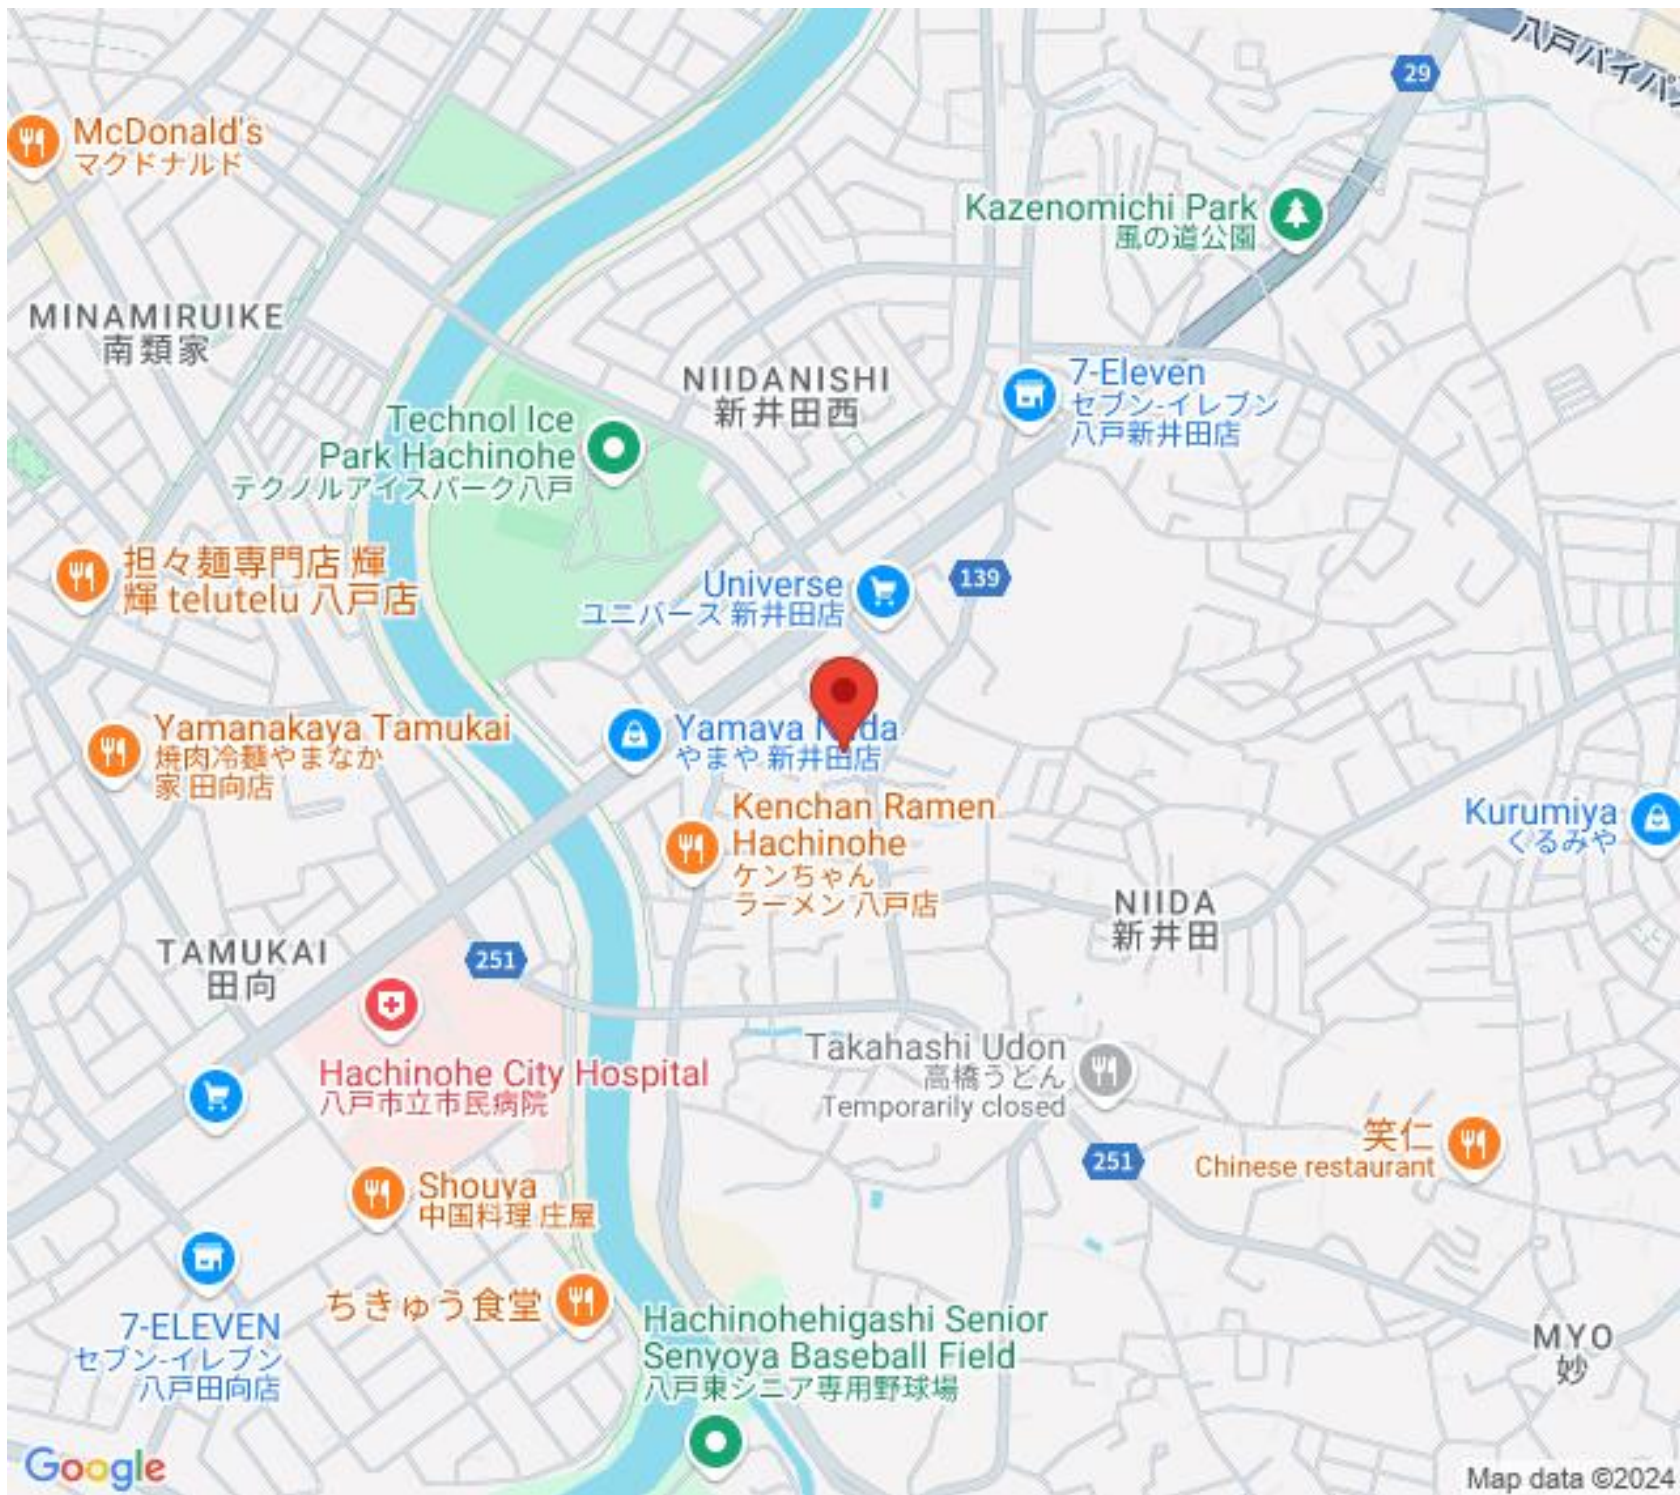 八戸バイパス
29
McDonald's
マクドナルド
Kazenomichi Park
風の道公園
MINAMIRUIKE
南類家
NIIDANISHI
新井田西
7-Eleven
セブン-イレブン
八戸新井田店
Technol Ice
Park Hachinohe
テクノルアイスパーク八戸
担々麺専門店 輝
輝 telutelu 八戸店
Universe
ユニバース 新井田店
139
Yamanakaya Tamukai
焼肉冷麺やまなか
家 田向店
Yamaya Niida
やまや 新井田店
Kenchan Ramen
Hachinohe
ケンちゃん
ラーメン 八戸店
Kurumiya
くるみや
NIIDA
新井田
TAMUKAI
田向
251
Hachinohe City Hospital
八戸市立市民病院
Takahashi Udon
高橋うどん
Temporarily closed
笑仁
Chinese restaurant
251
Shouya
中国料理 庄屋
ちきゅう食堂
7-ELEVEN
セブン-イレブン
八戸田向店
Hachinohehigashi Senior
Senyoya Baseball Field
八戸東シニア専用野球場
MYO
妙
Google
Map data ©2024